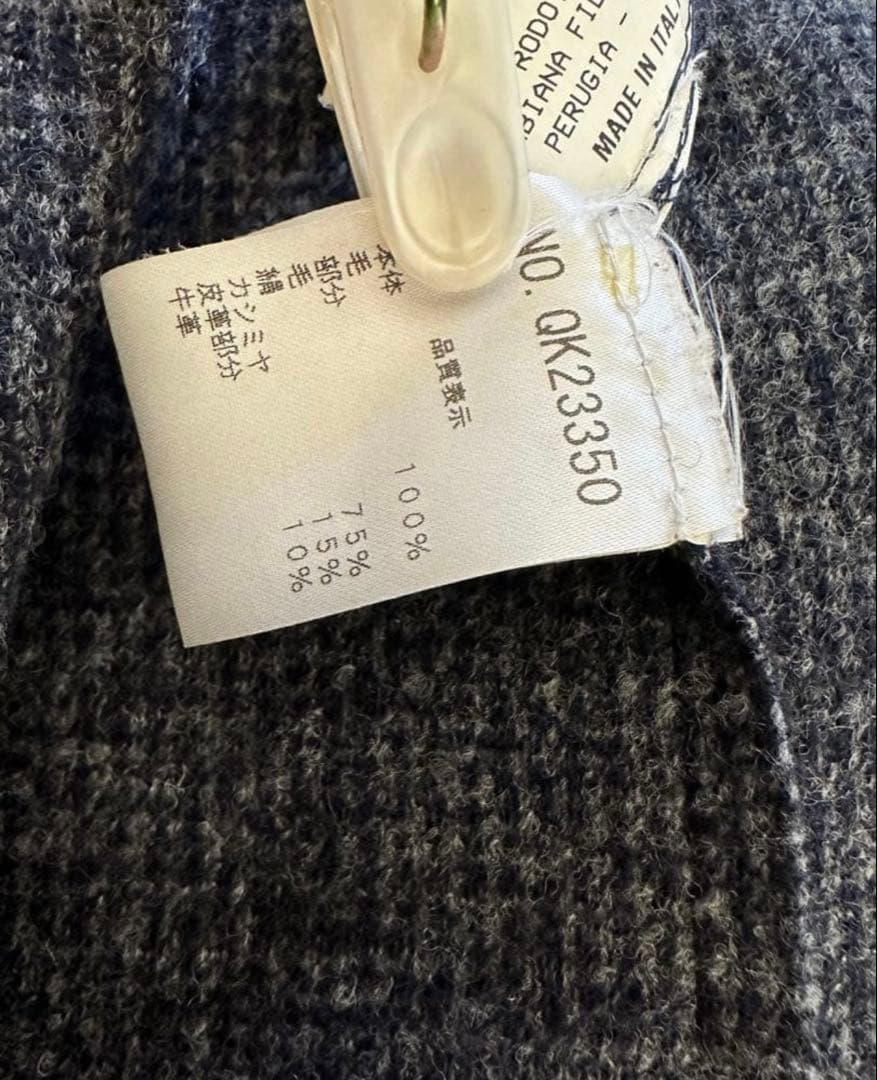 RODO
BIANA FIL
PERUGIA –
MADE IN ITAL
NO. QK23350
品質表示
本体
毛 100%
部分
毛 75%
絹 15%
カシミヤ 10%
皮革部分
牛革